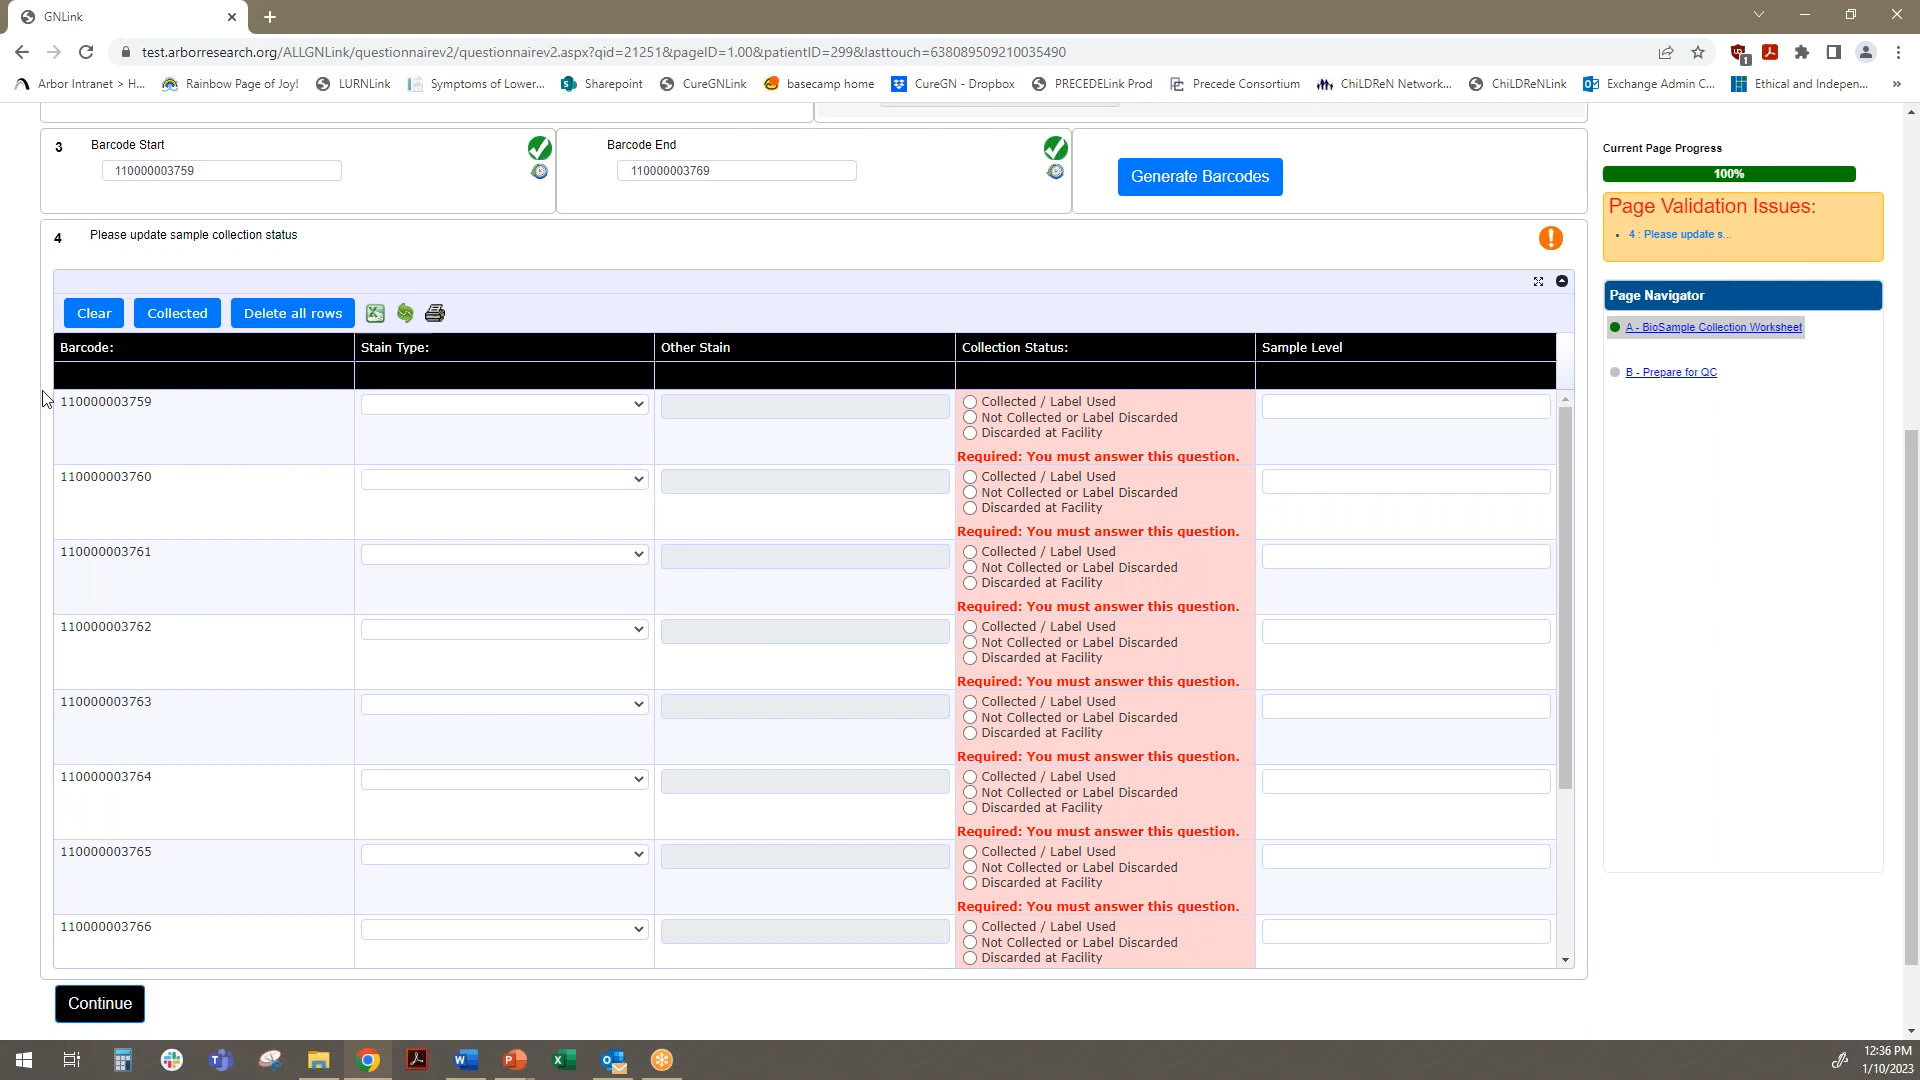 GNLink
test.arborresearch.org/ALLGNLink/questionnairev2/questionnairev2.aspx?qid=21251&pageID=1.00&patientID=299&lasttouch=638089509210035490
Arbor Intranet > H... Rainbow Page of Joy! LURNLink Symptoms of Lower... Sharepoint CureGNLink basecamp home CureGN - Dropbox PRECEDELink Prod Precede Consortium ChiLDReN Network... ChiLDReNLink Exchange Admin C... Ethical and Indepen... »
3 Barcode Start Barcode End
110000003759 110000003769 Generate Barcodes
4 Please update sample collection status
Clear Collected Delete all rows
Barcode: Stain Type: Other Stain Collection Status: Sample Level
110000003759 Collected / Label Used
Not Collected or Label Discarded
Discarded at Facility
Required: You must answer this question.
110000003760 Collected / Label Used
Not Collected or Label Discarded
Discarded at Facility
Required: You must answer this question.
110000003761 Collected / Label Used
Not Collected or Label Discarded
Discarded at Facility
Required: You must answer this question.
110000003762 Collected / Label Used
Not Collected or Label Discarded
Discarded at Facility
Required: You must answer this question.
110000003763 Collected / Label Used
Not Collected or Label Discarded
Discarded at Facility
Required: You must answer this question.
110000003764 Collected / Label Used
Not Collected or Label Discarded
Discarded at Facility
Required: You must answer this question.
110000003765 Collected / Label Used
Not Collected or Label Discarded
Discarded at Facility
Required: You must answer this question.
110000003766 Collected / Label Used
Not Collected or Label Discarded
Discarded at Facility
Continue
Current Page Progress
100%
Page Validation Issues:
4 : Please update s...
Page Navigator
A - BioSample Collection Worksheet
B - Prepare for QC
12:36 PM
1/10/2023